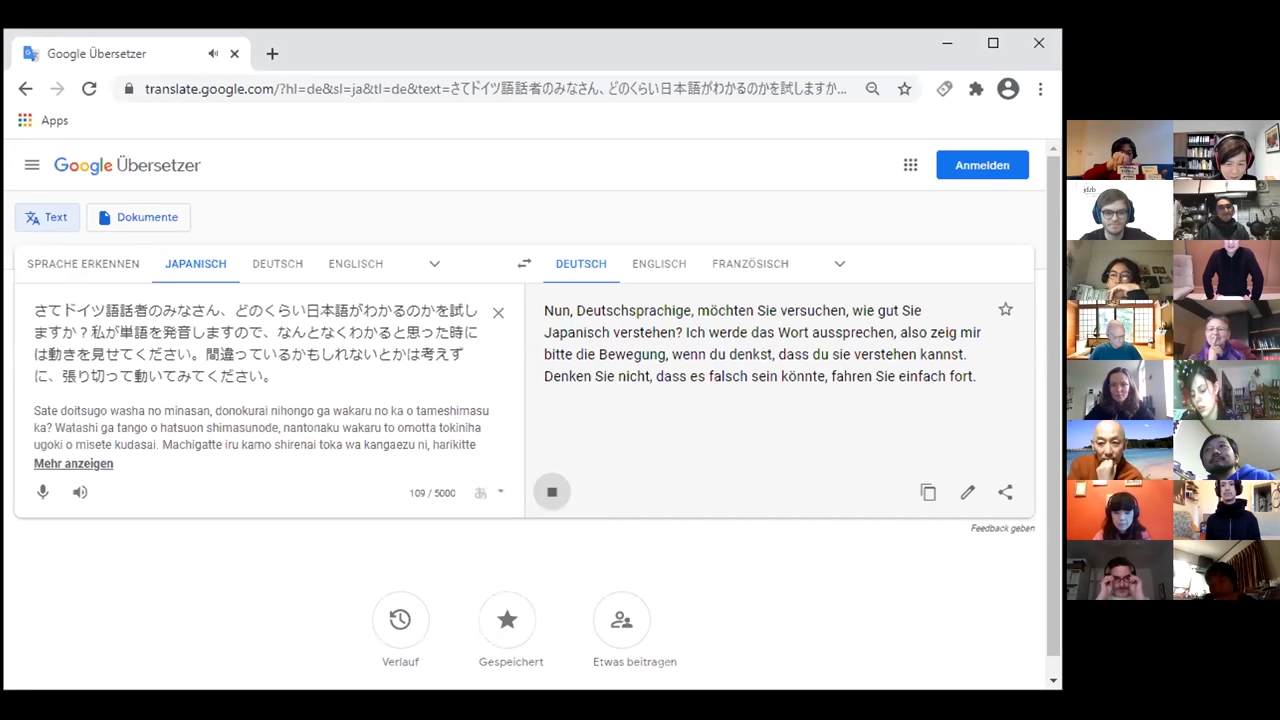 Google Übersetzer
translate.google.com/?hl=de&sl=ja&tl=de&text=さてドイツ語話者のみなさん、どのくらい日本語がわかるのかを試しますか...
Apps
Google Übersetzer
Anmelden
Text
Dokumente
SPRACHE ERKENNEN
JAPANISCH
DEUTSCH
ENGLISCH
DEUTSCH
ENGLISCH
FRANZÖSISCH
さてドイツ語話者のみなさん、どのくらい日本語がわかるのかを試し
ますか？私が単語を発音しますので、なんとなくわかると思った時に
は動きを見せてください。間違っているかもしれないとかは考えず
に、張り切って動いてみてください。
Sate doitsugo washa no minasan, donokurai nihongo ga wakaru no ka o tameshimasu
ka? Watashi ga tango o hatsuon shimasunode, nantonaku wakaru to omotta tokiniha
ugoki o misete kudasai. Machigatte iru kamo shirenai toka wa kangaezu ni, harikitte
Mehr anzeigen
109 / 5000
あ
Nun, Deutschsprachige, möchten Sie versuchen, wie gut Sie
Japanisch verstehen? Ich werde das Wort aussprechen, also zeig mir
bitte die Bewegung, wenn du denkst, dass du sie verstehen kannst.
Denken Sie nicht, dass es falsch sein könnte, fahren Sie einfach fort.
Feedback geben
Verlauf
Gespeichert
Etwas beitragen
jdzb